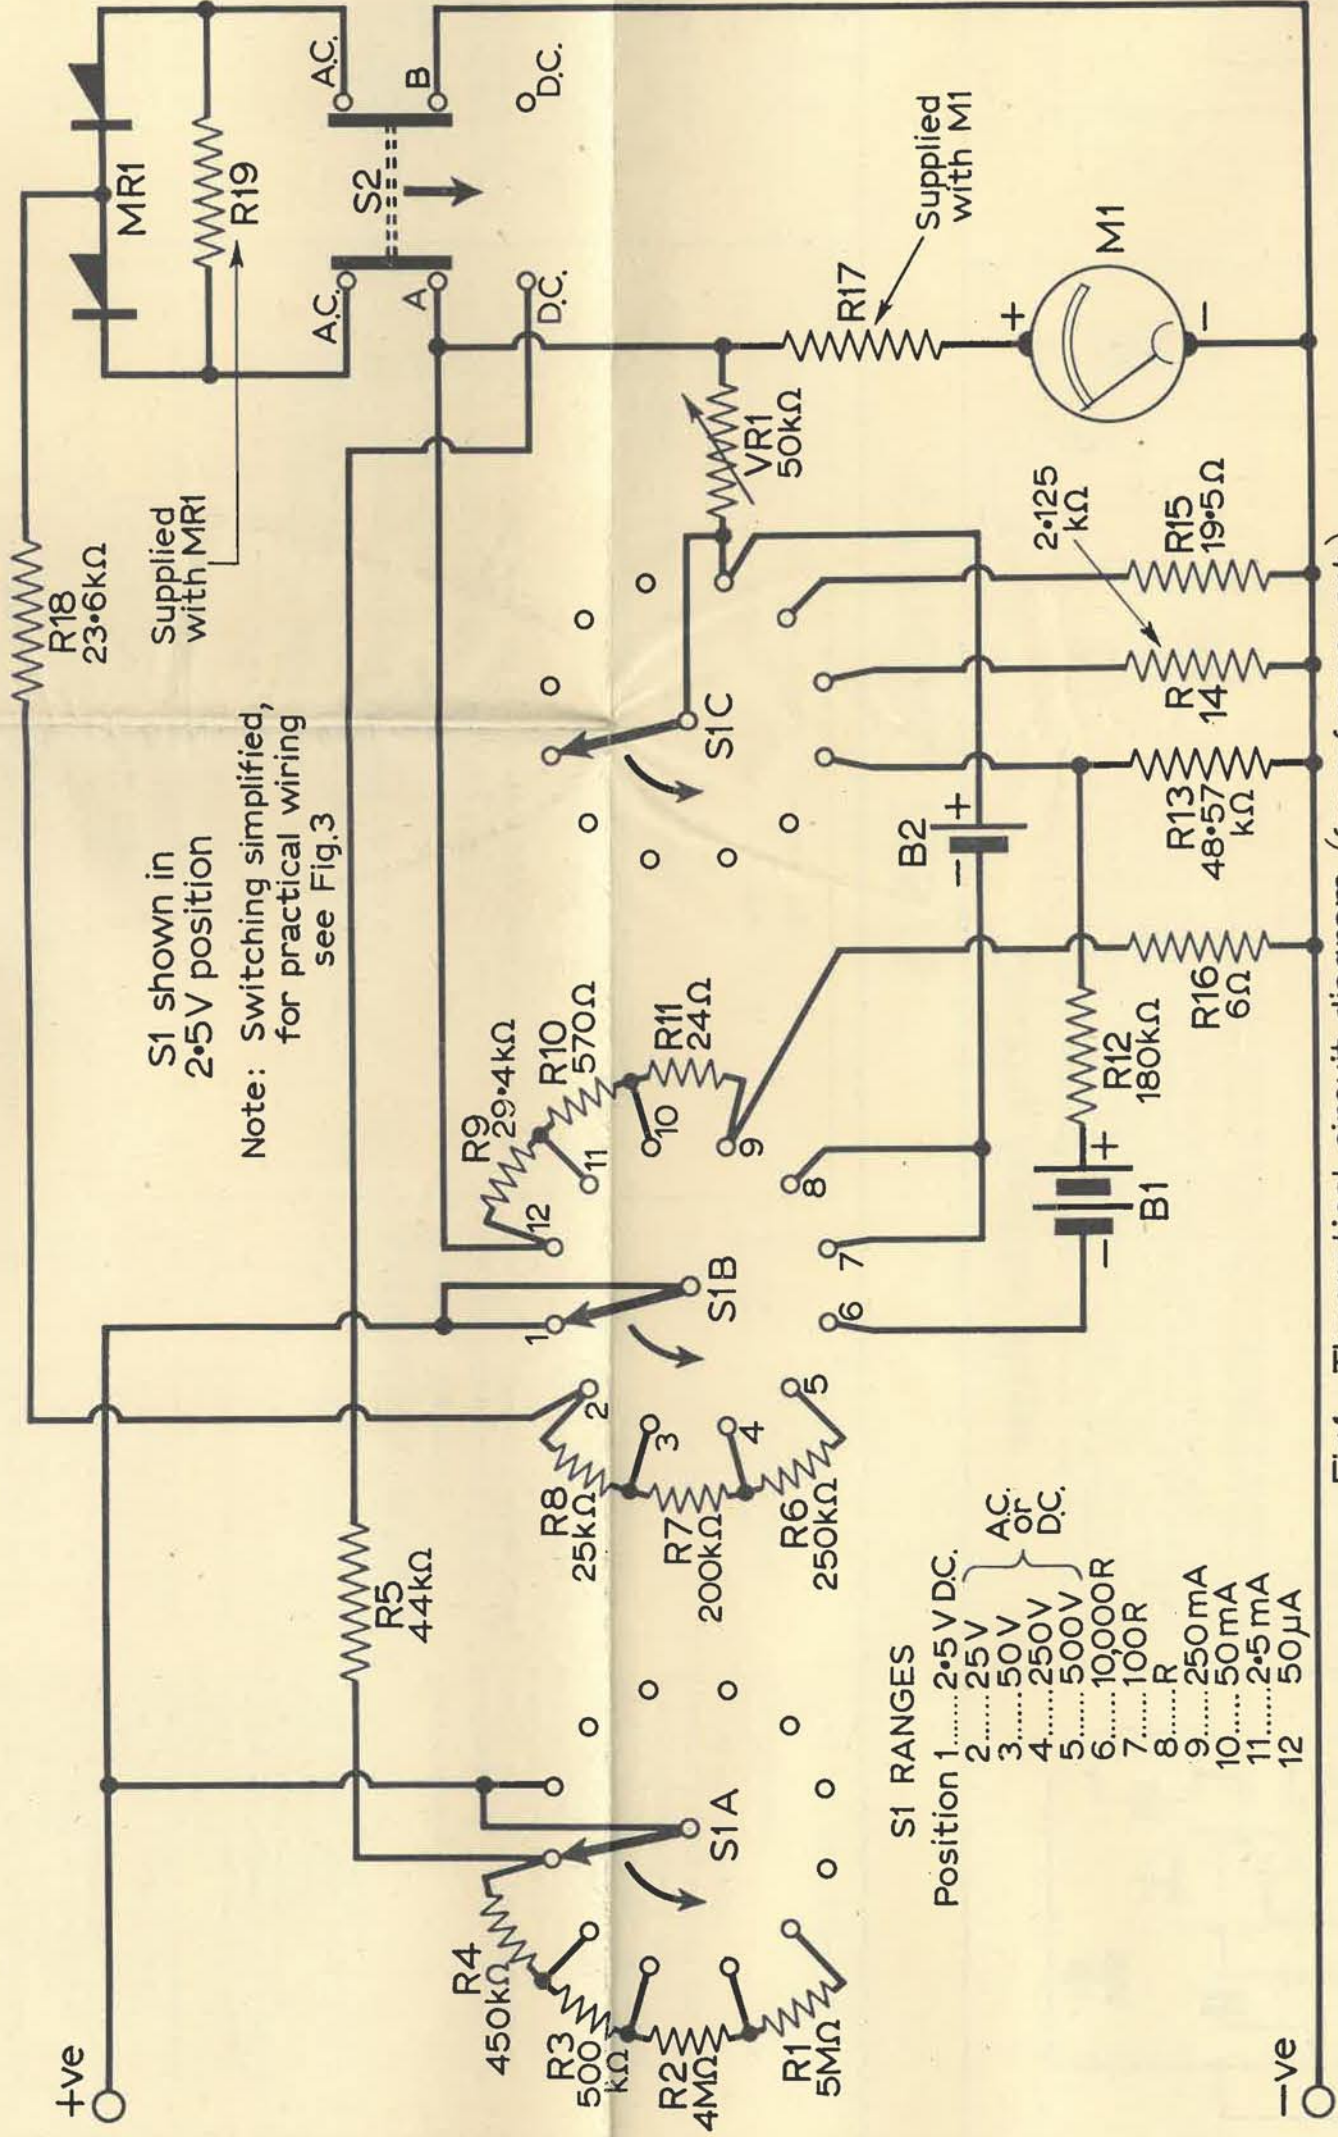 +ve
R18
23•6kΩ
Supplied
with MR1
MR1
R19
S1 shown in
2•5V position
Note: Switching simplified,
for practical wiring
see Fig.3
A.C.
A.C.
S2
A
B
D.C.
D.C.
R5
44kΩ
R4
450kΩ
R3
500
kΩ
R2
4MΩ
R1
5MΩ
S1A
1
2
3
4
5
6
7
8
9
10
11
12
R8
25kΩ
R7
200kΩ
R6
250kΩ
S1B
R9
29•4kΩ
R10
570Ω
R11
24Ω
S1C
VR1
50kΩ
R17
Supplied
with M1
M1
+
−
B2
−
+
B1
−
+
R12
180kΩ
R16
6Ω
R13
48•57
kΩ
R
14
2•125
kΩ
R15
19•5Ω
S1 RANGES
Position 1......2•5V D.C.
2......25V
3......50V
4......250V
5......500V
A.C.
or
D.C.
6......10,000R
7......100R
8......R
9......250mA
10......50mA
11......2•5mA
12 50μA
−ve